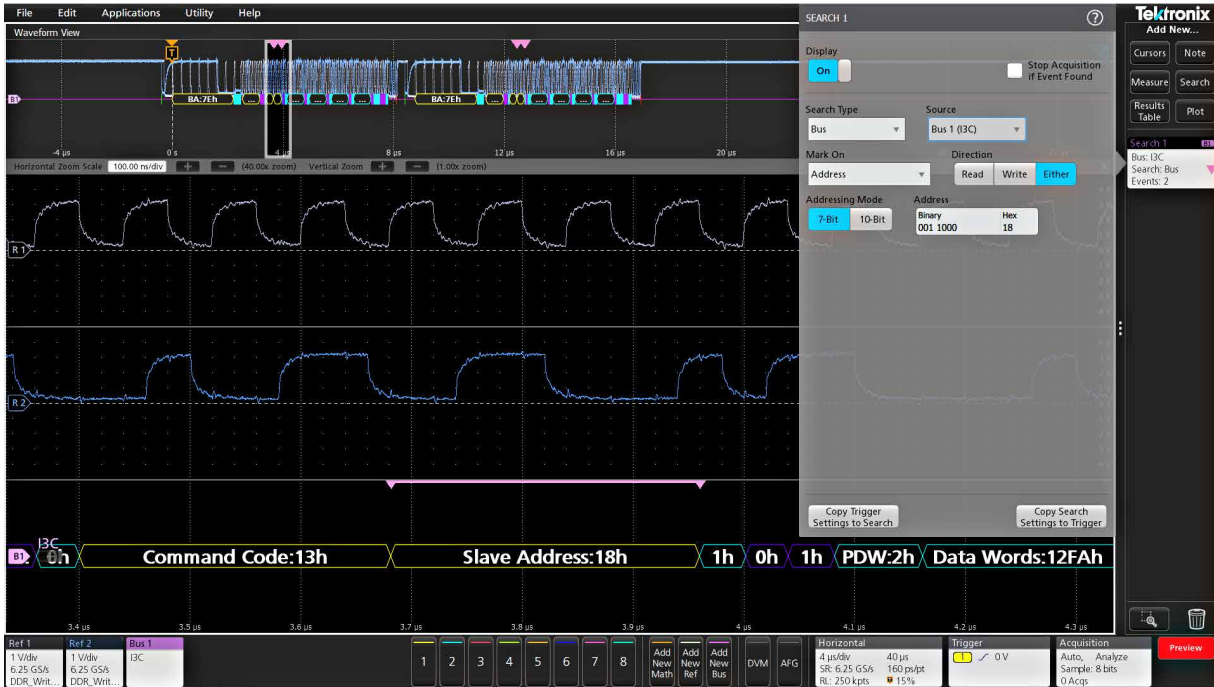 File Edit Applications Utility Help
Tektronix
Add New...
Waveform View
SEARCH 1
?
Display
On
Stop Acquisition
if Event Found
Cursors Note
Measure Search
Results
Table
Plot
T
B1
BA:7Eh ... ... ... ... ... BA:7Eh ... ... ... ... ...
-4 µs 0 s 4 µs 8 µs 12 µs 16 µs 20 µs
Search Type Source
Bus Bus 1 (I3C)
Search 1 B1
Bus: I3C
Search: Bus
Events: 2
Horizontal Zoom Scale 100.00 ns/div + − (40.00x zoom) Vertical Zoom + − (1.00x zoom)
Mark On Direction
Address Read Write Either
Addressing Mode Address
7-Bit 10-Bit
Binary Hex
001 1000 18
R 1
R 2
Copy Trigger
Settings to Search
Copy Search
Settings to Trigger
I3C
B1 0h Command Code:13h Slave Address:18h 1h 0h 1h PDW:2h Data Words:12FAh
3.4 µs 3.5 µs 3.6 µs 3.7 µs 3.8 µs 3.9 µs 4 µs 4.1 µs 4.2 µs 4.3 µs
Ref 1
1 V/div
6.25 GS/s
DDR_Writ...
Ref 2
1 V/div
6.25 GS/s
DDR_Writ...
Bus 1
I3C
1 2 3 4 5 6 7 8
Add
New
Math
Add
New
Ref
Add
New
Bus
DVM AFG
Horizontal
4 µs/div 40 µs
SR: 6.25 GS/s 160 ps/pt
RL: 250 kpts 15%
Trigger
1 0 V
Acquisition
Auto, Analyze
Sample: 8 bits
0 Acqs
Preview